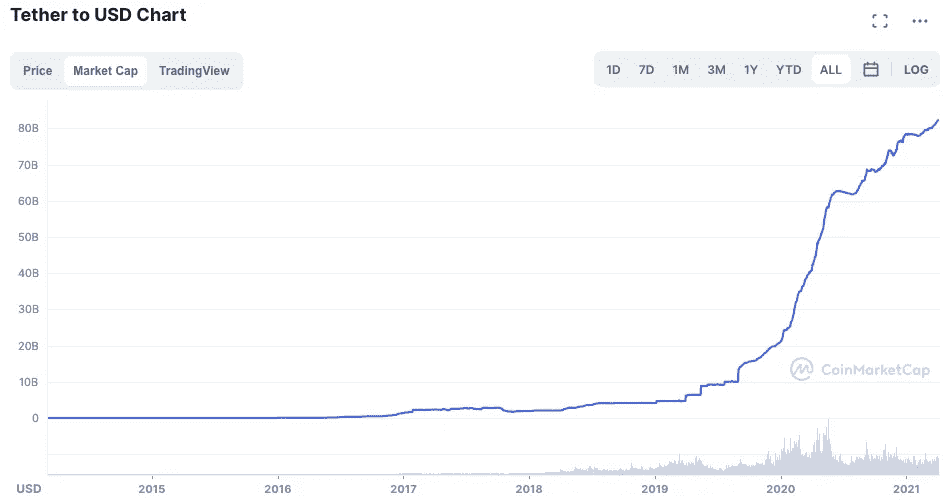 Tether to USD Chart
Price Market Cap TradingView
1D 7D 1M 3M 1Y YTD ALL LOG
80B
70B
60B
50B
40B
30B
20B
10B
0
CoinMarketCap
USD 2015 2016 2017 2018 2019 2020 2021